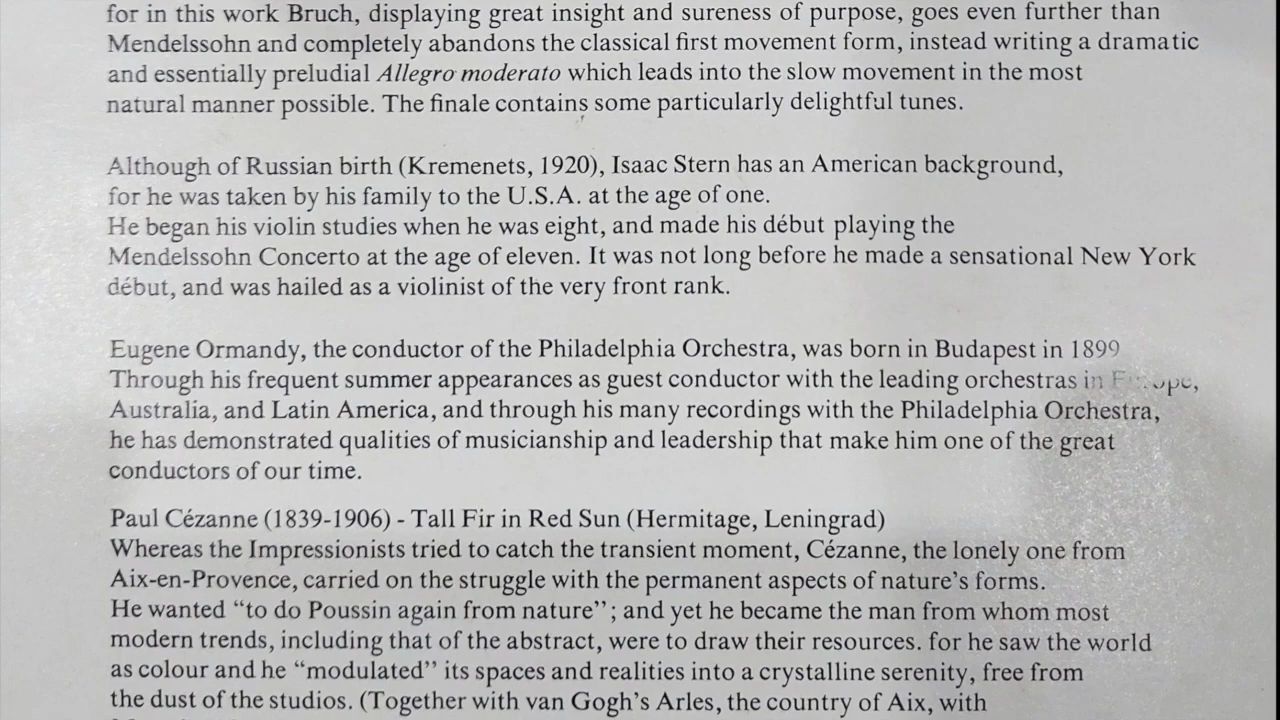 for in this work Bruch, displaying great insight and sureness of purpose, goes even further than
Mendelssohn and completely abandons the classical first movement form, instead writing a dramatic
and essentially preludial Allegro moderato which leads into the slow movement in the most
natural manner possible. The finale contains some particularly delightful tunes.
Although of Russian birth (Kremenets, 1920), Isaac Stern has an American background,
for he was taken by his family to the U.S.A. at the age of one.
He began his violin studies when he was eight, and made his début playing the
Mendelssohn Concerto at the age of eleven. It was not long before he made a sensational New York
début, and was hailed as a violinist of the very front rank.
Eugene Ormandy, the conductor of the Philadelphia Orchestra, was born in Budapest in 1899
Through his frequent summer appearances as guest conductor with the leading orchestras in
Australia, and Latin America, and through his many recordings with the Philadelphia Orchestra,
he has demonstrated qualities of musicianship and leadership that make him one of the great
conductors of our time.
Paul Cézanne (1839-1906) - Tall Fir in Red Sun (Hermitage, Leningrad)
Whereas the Impressionists tried to catch the transient moment, Cézanne, the lonely one from
Aix-en-Provence, carried on the struggle with the permanent aspects of nature's forms.
He wanted “to do Poussin again from nature”; and yet he became the man from whom most
modern trends, including that of the abstract, were to draw their resources. for he saw the world
as colour and he “modulated” its spaces and realities into a crystalline serenity, free from
the dust of the studios. (Together with van Gogh's Arles, the country of Aix, with